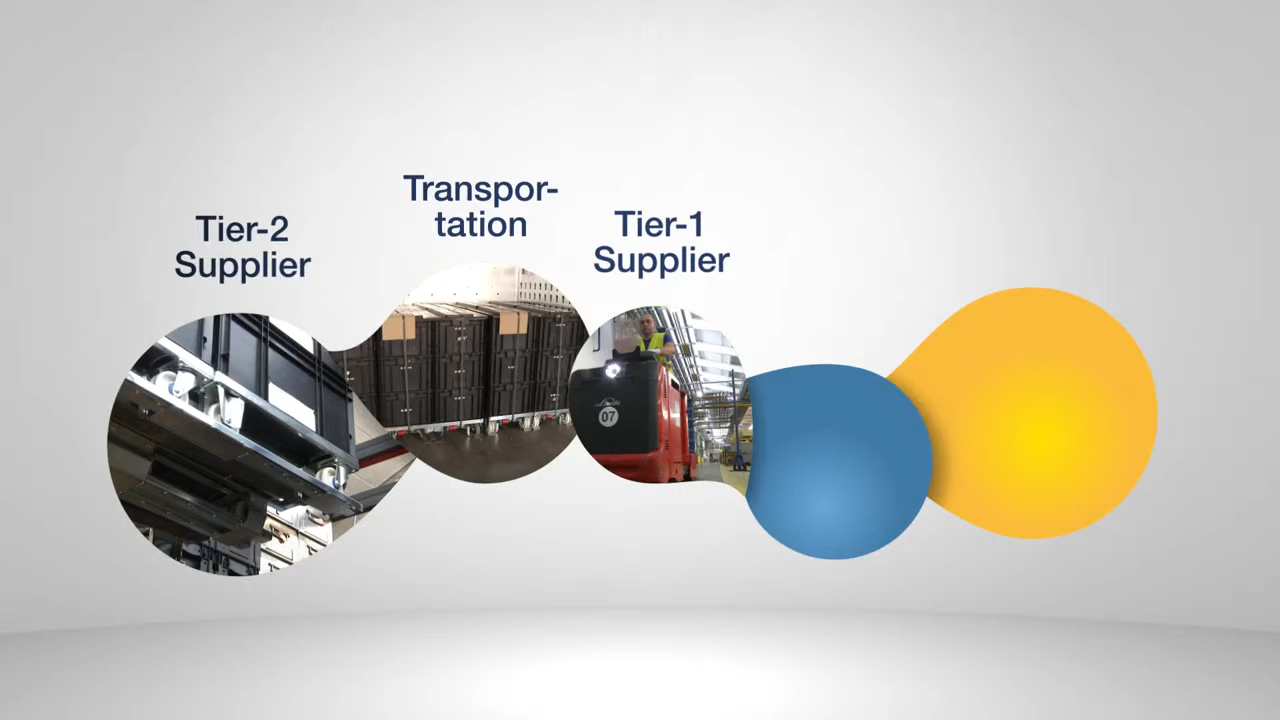 Tier-2
Supplier
Transpor-
tation
Tier-1
Supplier
07